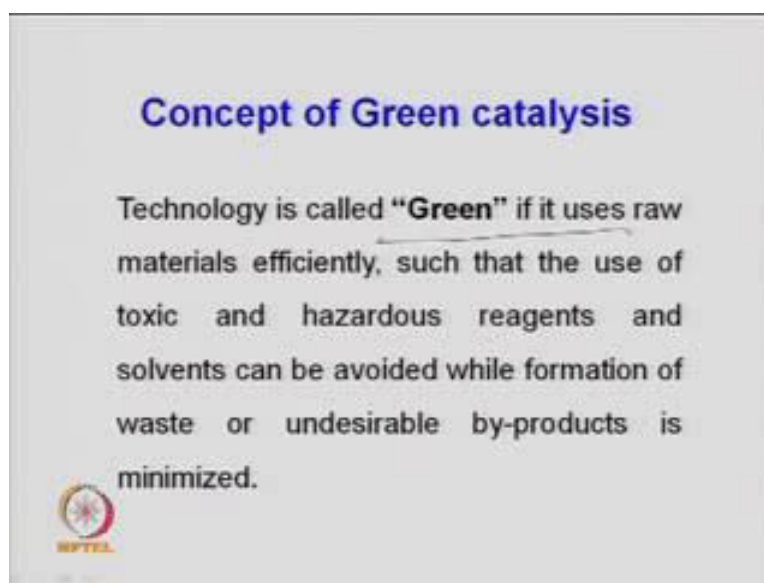 Concept of Green catalysis
Technology is called “Green” if it uses raw
materials efficiently, such that the use of
toxic and hazardous reagents and
solvents can be avoided while formation of
waste or undesirable by-products is
minimized.
NPTEL